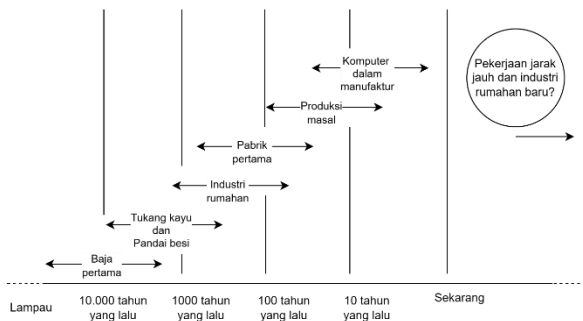 Komputer
dalam
manufaktur
Pekerjaan jarak
jauh dan industri
rumahan baru?
Produksi
masal
Pabrik
pertama
Industri
rumahan
Tukang kayu
dan
Pandai besi
Baja
pertama
Lampau
10.000 tahun
yang lalu
1000 tahun
yang lalu
100 tahun
yang lalu
10 tahun
yang lalu
Sekarang